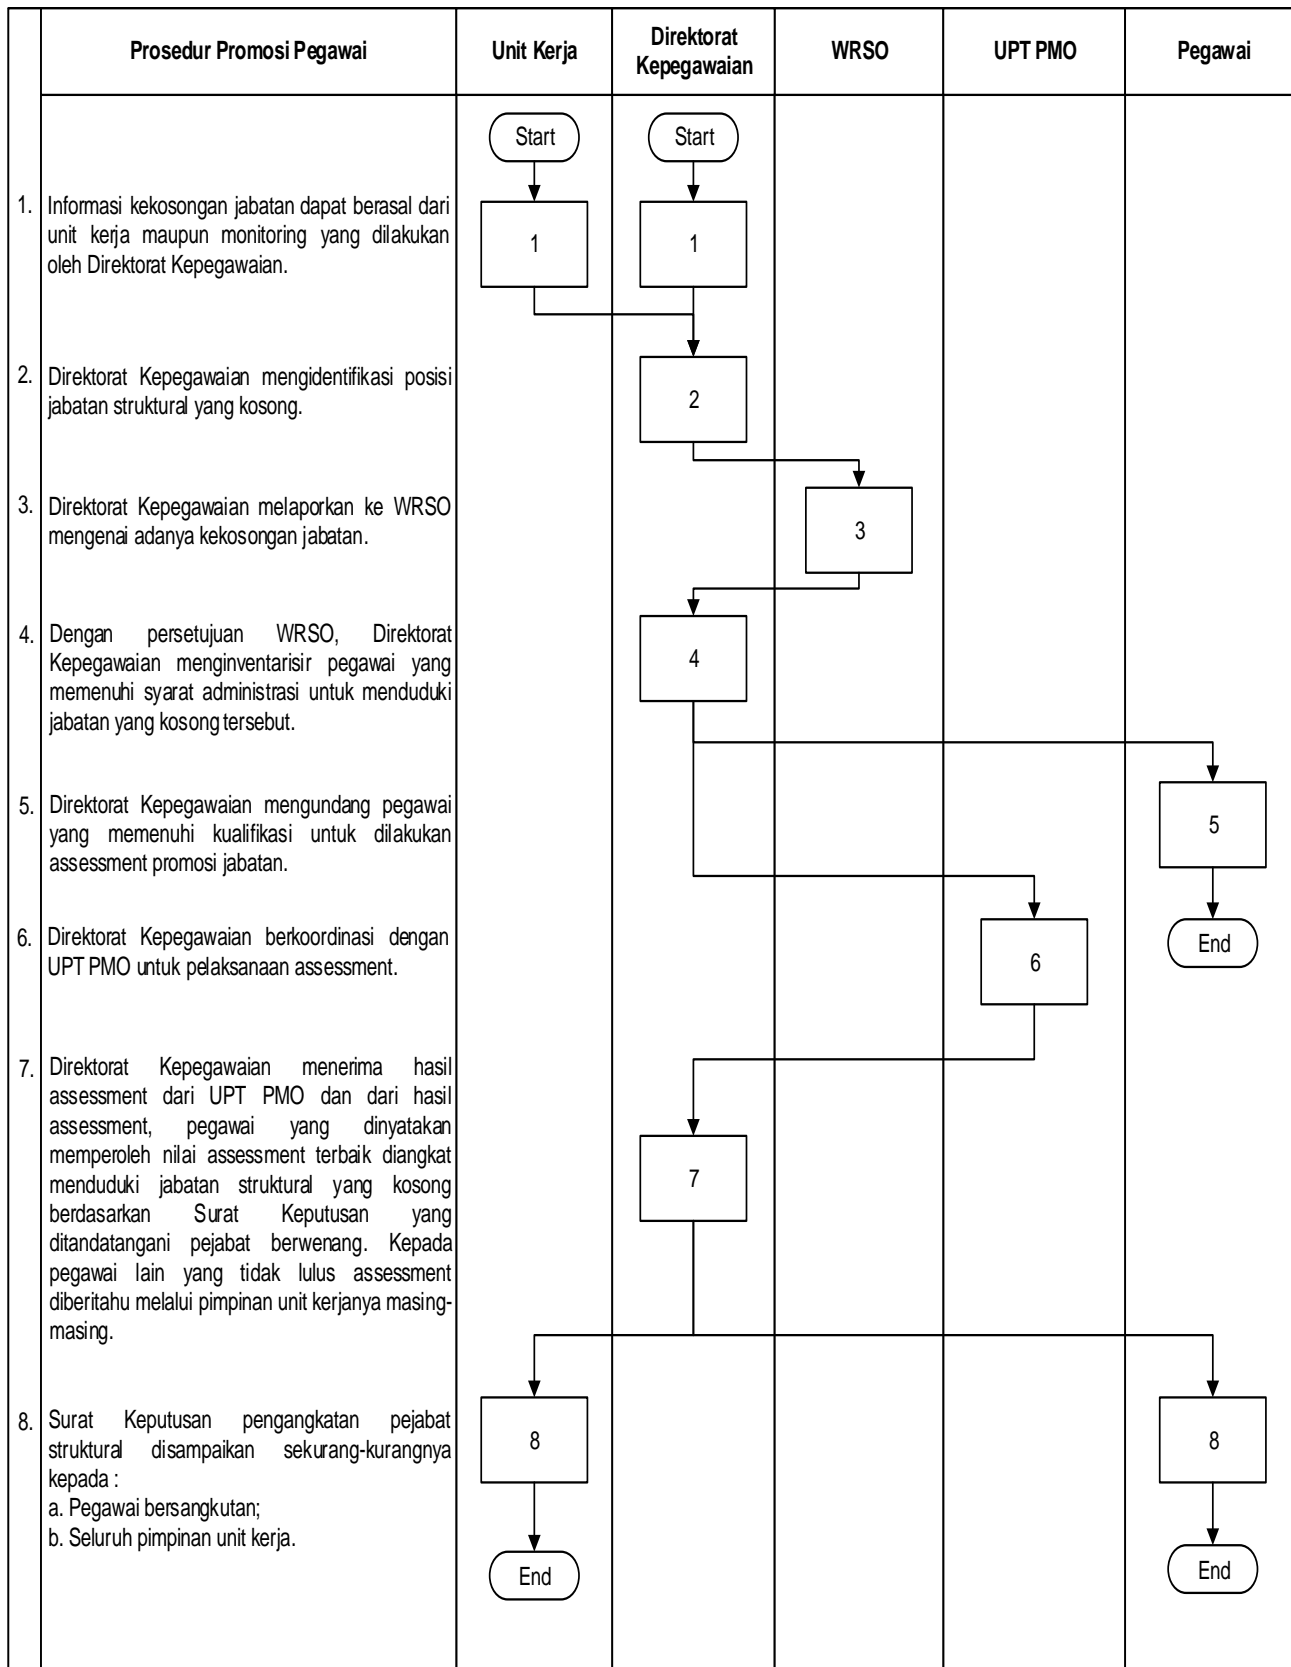 Prosedur Promosi Pegawai
Unit Kerja
Direktorat
Kepegawaian
WRSO
UPT PMO
Pegawai
Start
Start
1. Informasi kekosongan jabatan dapat berasal dari
unit kerja maupun monitoring yang dilakukan
oleh Direktorat Kepegawaian.
1
1
2. Direktorat Kepegawaian mengidentifikasi posisi
jabatan struktural yang kosong.
2
3. Direktorat Kepegawaian melaporkan ke WRSO
mengenai adanya kekosongan jabatan.
3
4. Dengan persetujuan WRSO, Direktorat
Kepegawaian menginventarisir pegawai yang
memenuhi syarat administrasi untuk menduduki
jabatan yang kosong tersebut.
4
5. Direktorat Kepegawaian mengundang pegawai
yang memenuhi kualifikasi untuk dilakukan
assessment promosi jabatan.
5
6. Direktorat Kepegawaian berkoordinasi dengan
UPT PMO untuk pelaksanaan assessment.
6
End
7. Direktorat Kepegawaian menerima hasil
assessment dari UPT PMO dan dari hasil
assessment, pegawai yang dinyatakan
memperoleh nilai assessment terbaik diangkat
menduduki jabatan struktural yang kosong
berdasarkan Surat Keputusan yang
ditandatangani pejabat berwenang. Kepada
pegawai lain yang tidak lulus assessment
diberitahu melalui pimpinan unit kerjanya masing-
masing.
7
8. Surat Keputusan pengangkatan pejabat
struktural disampaikan sekurang-kurangnya
kepada :
a. Pegawai bersangkutan;
b. Seluruh pimpinan unit kerja.
8
8
End
End